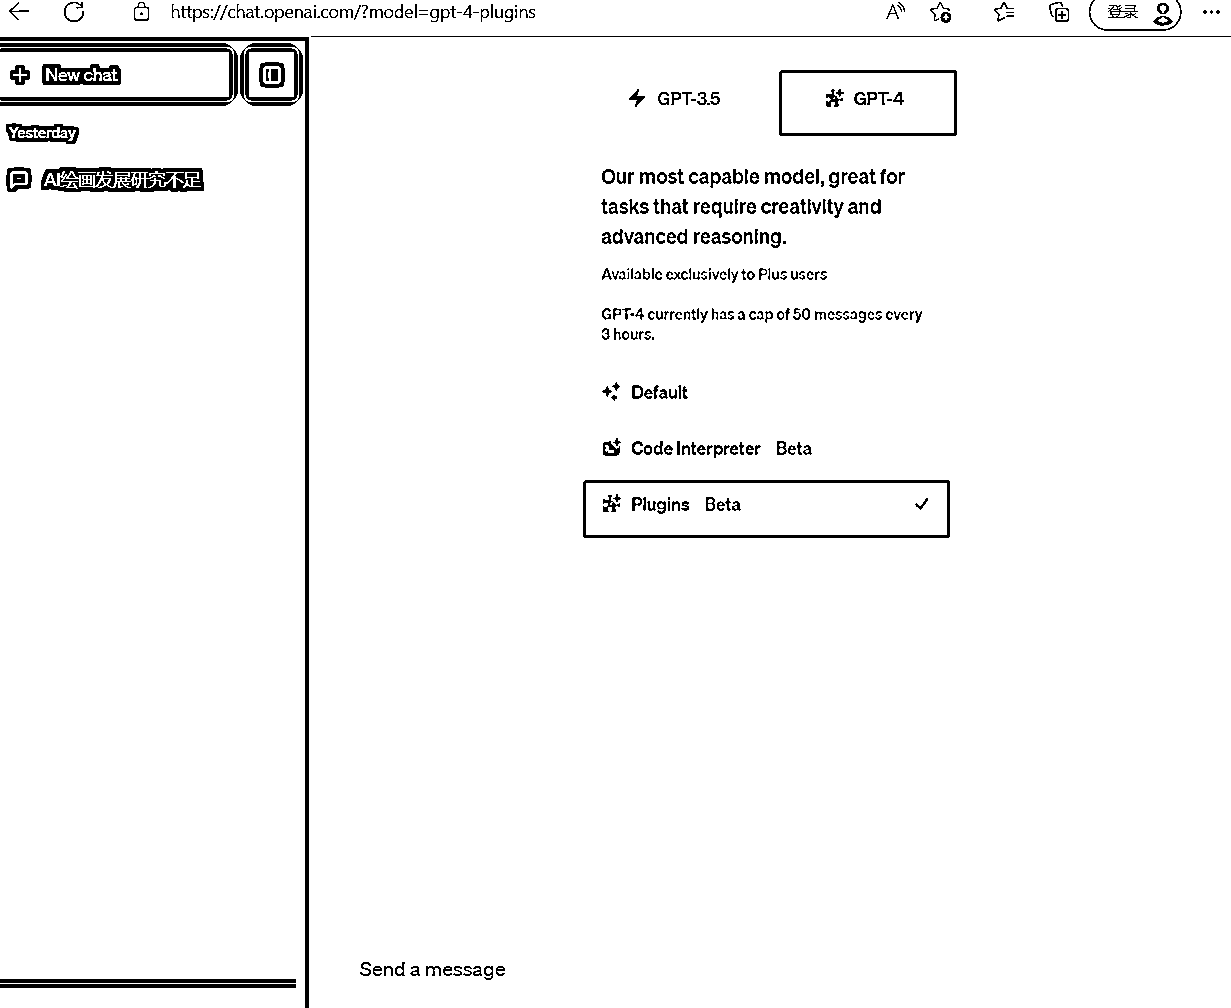 https://chat.openai.com/?model=gpt-4-plugins
登录
New chat
Yesterday
AI绘画发展研究不足
GPT-3.5
GPT-4
Our most capable model, great for
tasks that require creativity and
advanced reasoning.
Available exclusively to Plus users
GPT-4 currently has a cap of 50 messages every
3 hours.
Default
Code Interpreter Beta
Plugins Beta
Send a message